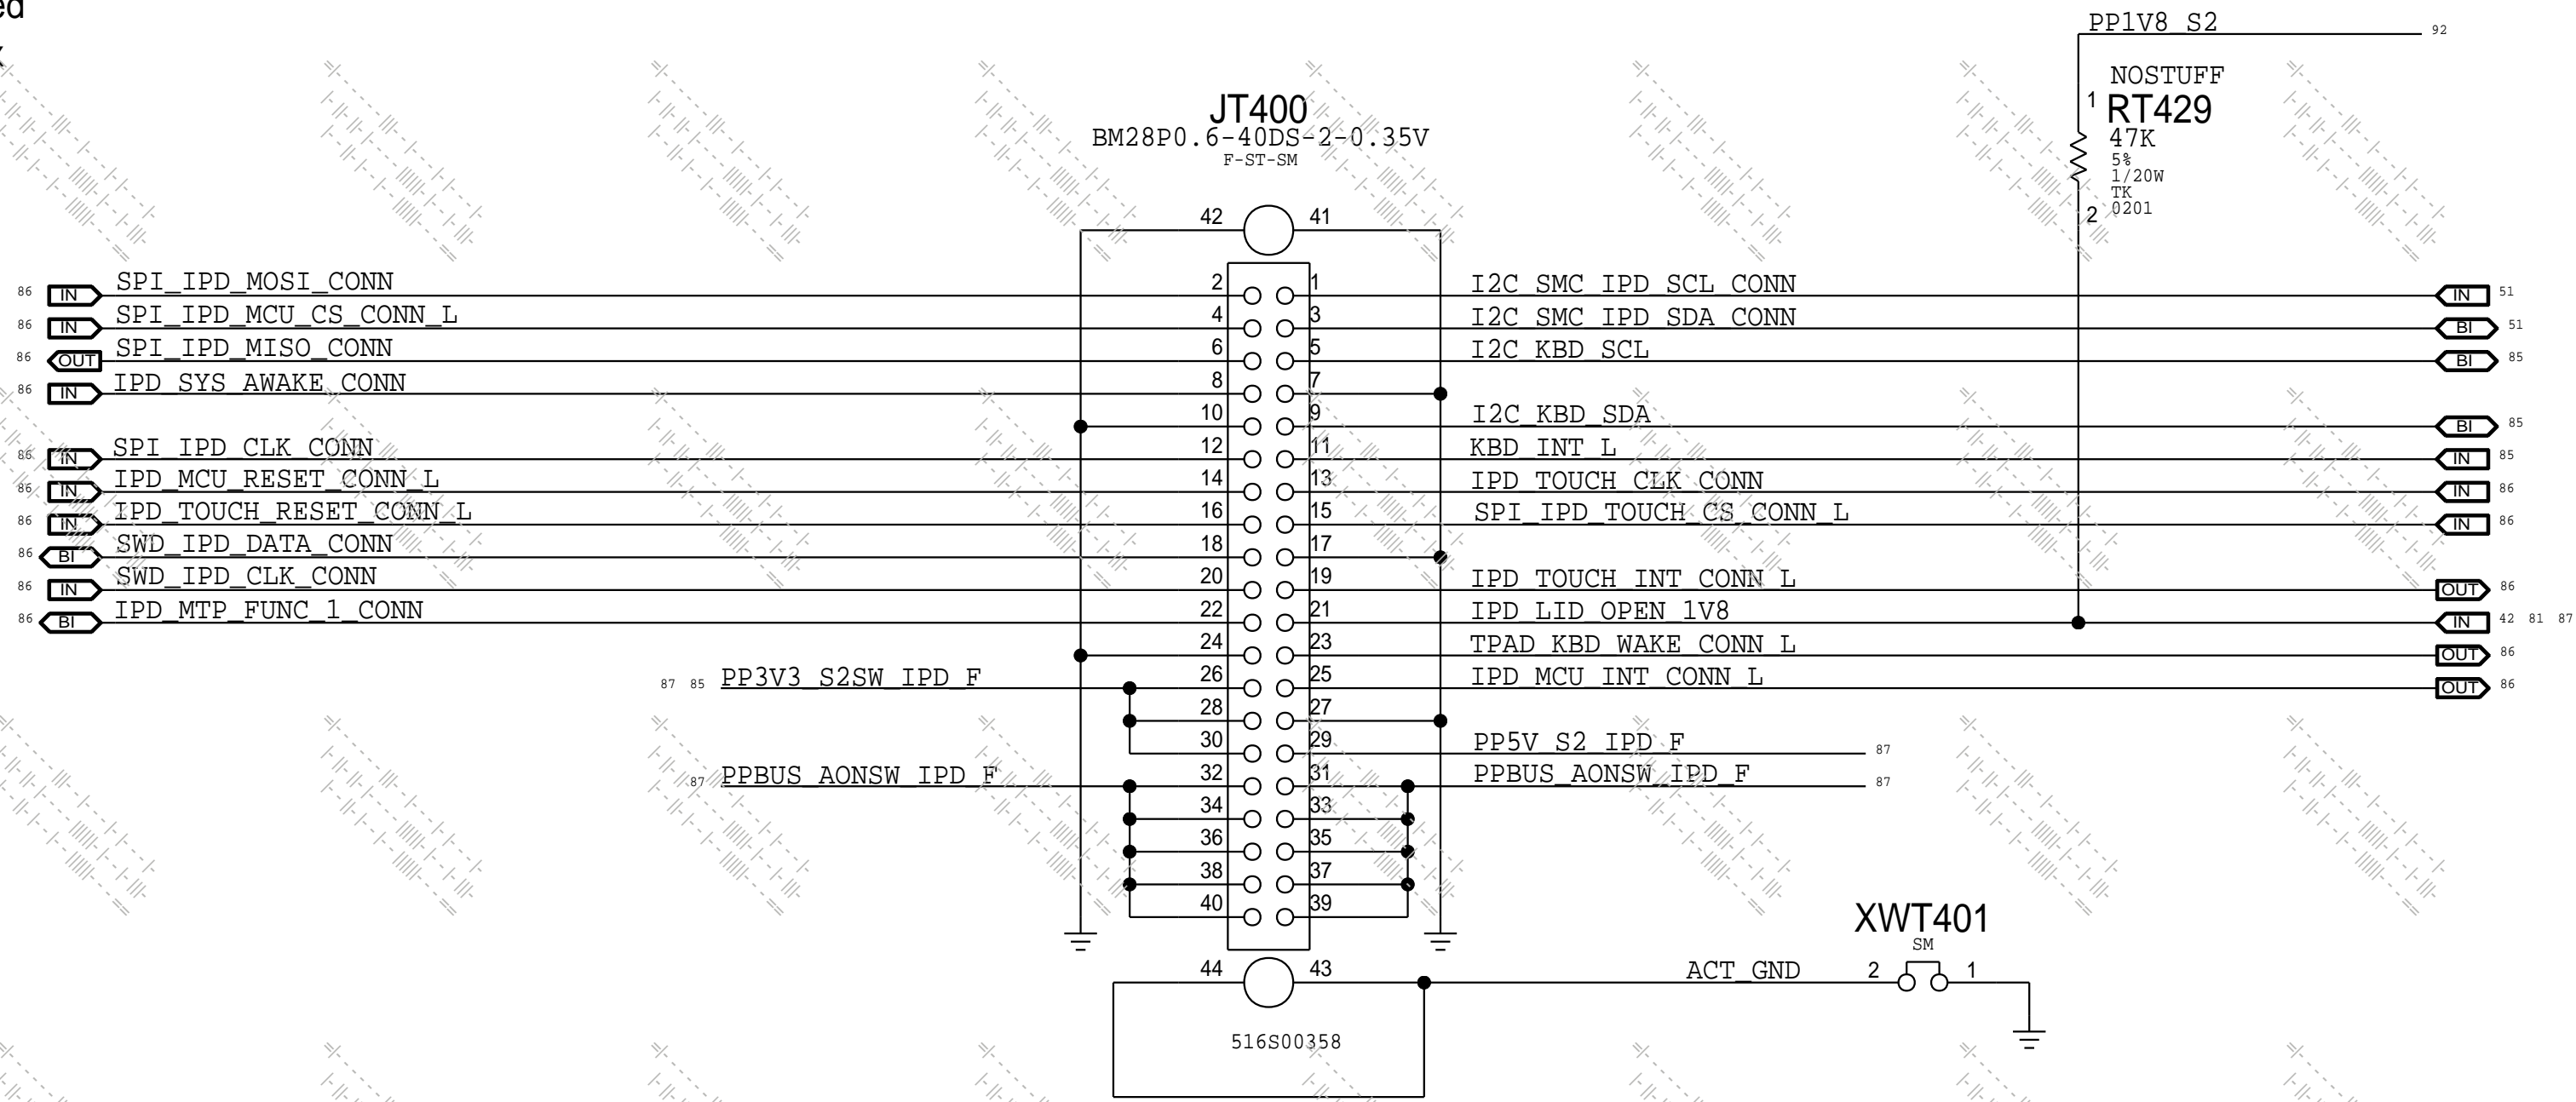 ed
PP1V8_S2 92
NOSTUFF
1 RT429
47K
5%
1/20W
TK
0201
2
JT400
BM28P0.6-40DS-2-0.35V
F-ST-SM
42 41
86 IN SPI_IPD_MOSI_CONN 2 1 I2C_SMC_IPD_SCL_CONN IN 51
86 IN SPI_IPD_MCU_CS_CONN_L 4 3 I2C_SMC_IPD_SDA_CONN BI 51
86 OUT SPI_IPD_MISO_CONN 6 5 I2C_KBD_SCL BI 85
86 IN IPD_SYS_AWAKE_CONN 8 7
10 9 I2C_KBD_SDA BI 85
86 IN SPI_IPD_CLK_CONN 12 11 KBD_INT_L IN 85
86 IN IPD_MCU_RESET_CONN_L 14 13 IPD_TOUCH_CLK_CONN IN 86
86 IN IPD_TOUCH_RESET_CONN_L 16 15 SPI_IPD_TOUCH_CS_CONN_L IN 86
86 BI SWD_IPD_DATA_CONN 18 17
86 IN SWD_IPD_CLK_CONN 20 19 IPD_TOUCH_INT_CONN_L OUT 86
86 BI IPD_MTP_FUNC_1_CONN 22 21 IPD_LID_OPEN_1V8 IN 42 81 87
24 23 TPAD_KBD_WAKE_CONN_L OUT 86
87 85 PP3V3_S2SW_IPD_F 26 25 IPD_MCU_INT_CONN_L OUT 86
28 27
30 29 PP5V_S2_IPD_F 87
87 PPBUS_AONSW_IPD_F 32 31 PPBUS_AONSW_IPD_F 87
34 33
36 35
38 37
40 39
XWT401
SM
44 43 ACT_GND 2 1
516S00358